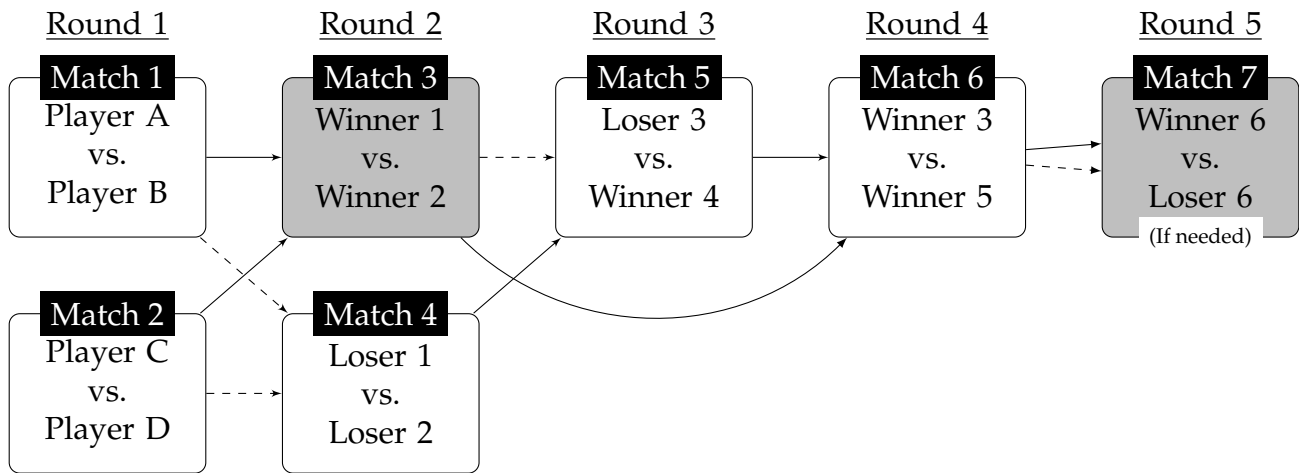 Round 1
Round 2
Round 3
Round 4
Round 5
Match 1
Player A
vs.
Player B
Match 3
Winner 1
vs.
Winner 2
Match 5
Loser 3
vs.
Winner 4
Match 6
Winner 3
vs.
Winner 5
Match 7
Winner 6
vs.
Loser 6
(If needed)
Match 2
Player C
vs.
Player D
Match 4
Loser 1
vs.
Loser 2